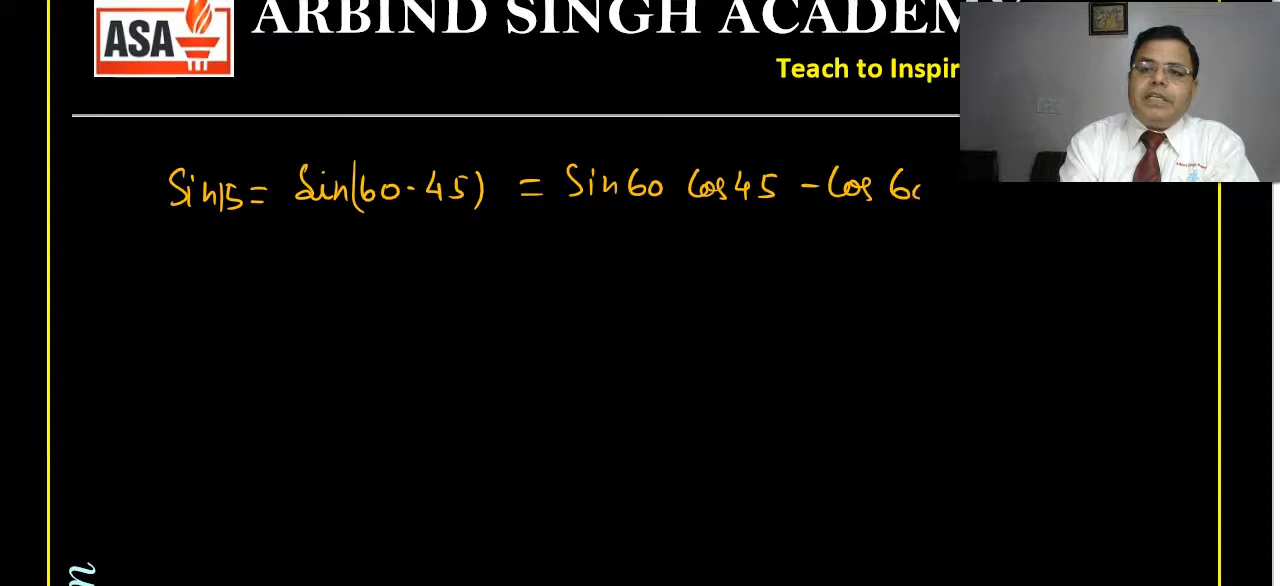 ARBIND SINGH ACADEM
ASA
Teach to Inspir
Sin15 = Sin(60-45) = Sin60 Cos45 - Cos 6